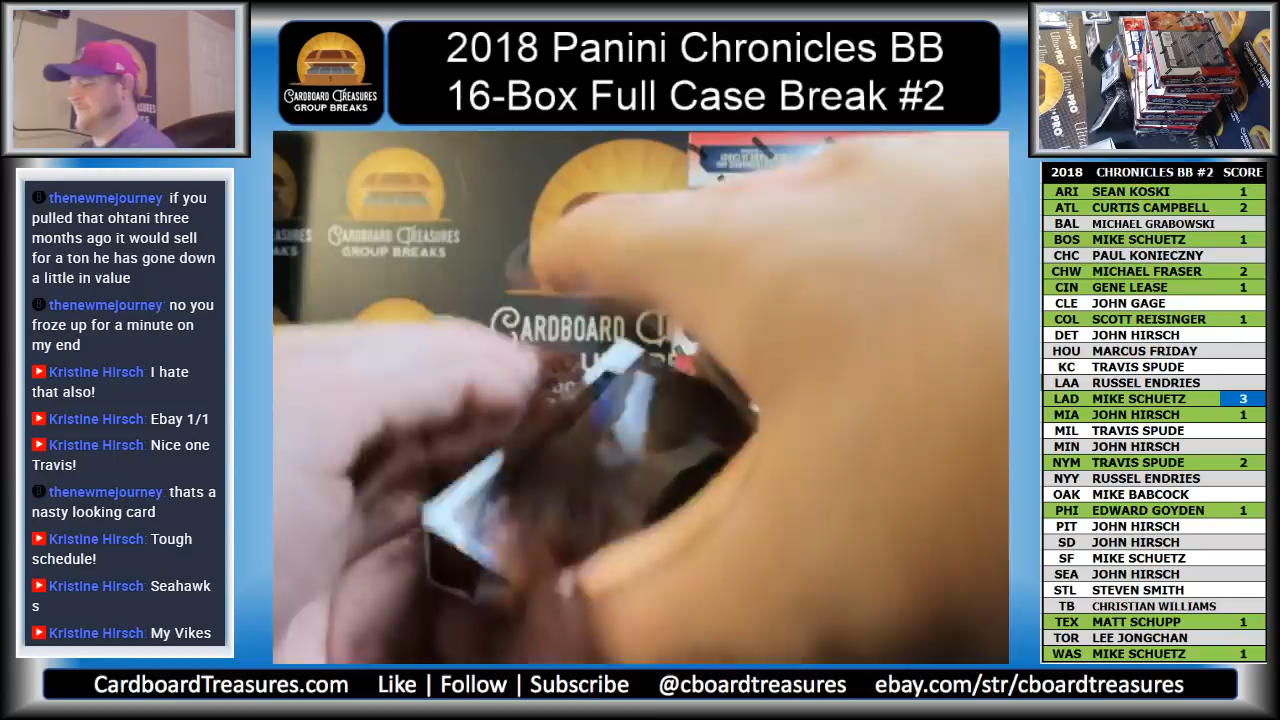 2018 Panini Chronicles BB
16-Box Full Case Break #2
CARDBOARD TREASURES
GROUP BREAKS
thenewmejourney: if you
pulled that ohtani three
months ago it would sell
for a ton he has gone down
a little in value
thenewmejourney: no you
froze up for a minute on
my end
Kristine Hirsch: I hate
that also!
Kristine Hirsch: Ebay 1/1
Kristine Hirsch: Nice one
Travis!
thenewmejourney: thats a
nasty looking card
Kristine Hirsch: Tough
schedule!
Kristine Hirsch: Seahawk
s
Kristine Hirsch: My Vikes
CARDBOARD TREASURES
GROUP BREAKS
CARDBOARD
2018 CHRONICLES BB #2 SCORE
ARI SEAN KOSKI 1
ATL CURTIS CAMPBELL 2
BAL MICHAEL GRABOWSKI
BOS MIKE SCHUETZ 1
CHC PAUL KONIECZNY
CHW MICHAEL FRASER 2
CIN GENE LEASE 1
CLE JOHN GAGE
COL SCOTT REISINGER 1
DET JOHN HIRSCH
HOU MARCUS FRIDAY
KC TRAVIS SPUDE
LAA RUSSEL ENDRIES
LAD MIKE SCHUETZ 3
MIA JOHN HIRSCH 1
MIL TRAVIS SPUDE
MIN JOHN HIRSCH
NYM TRAVIS SPUDE 2
NYY RUSSEL ENDRIES
OAK MIKE BABCOCK
PHI EDWARD GOYDEN 1
PIT JOHN HIRSCH
SD JOHN HIRSCH
SF MIKE SCHUETZ
SEA JOHN HIRSCH
STL STEVEN SMITH
TB CHRISTIAN WILLIAMS
TEX MATT SCHUPP 1
TOR LEE JONGCHAN
WAS MIKE SCHUETZ 1
CardboardTreasures.com Like | Follow | Subscribe @cboardtreasures ebay.com/str/cboardtreasures